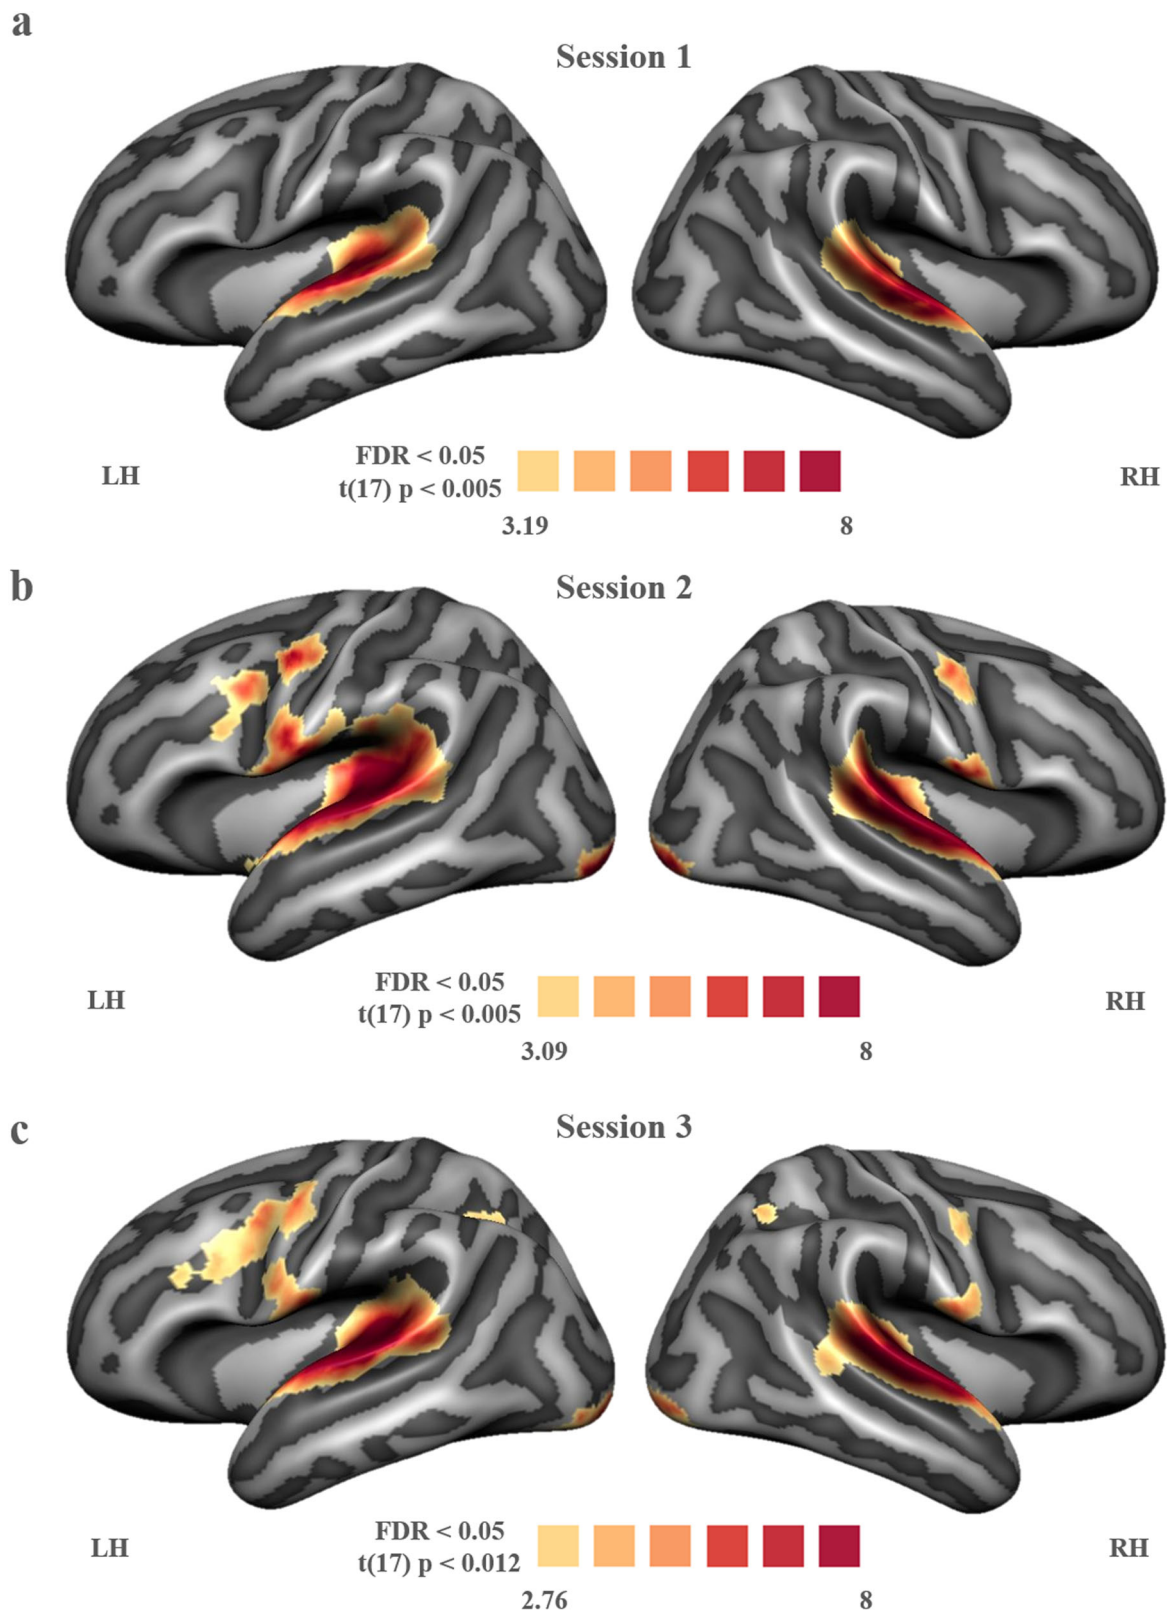 a
Session 1
FDR < 0.05
t(17) p < 0.005
LH
RH
3.19
8
b
Session 2
FDR < 0.05
t(17) p < 0.005
LH
RH
3.09
8
c
Session 3
FDR < 0.05
t(17) p < 0.012
LH
RH
2.76
8